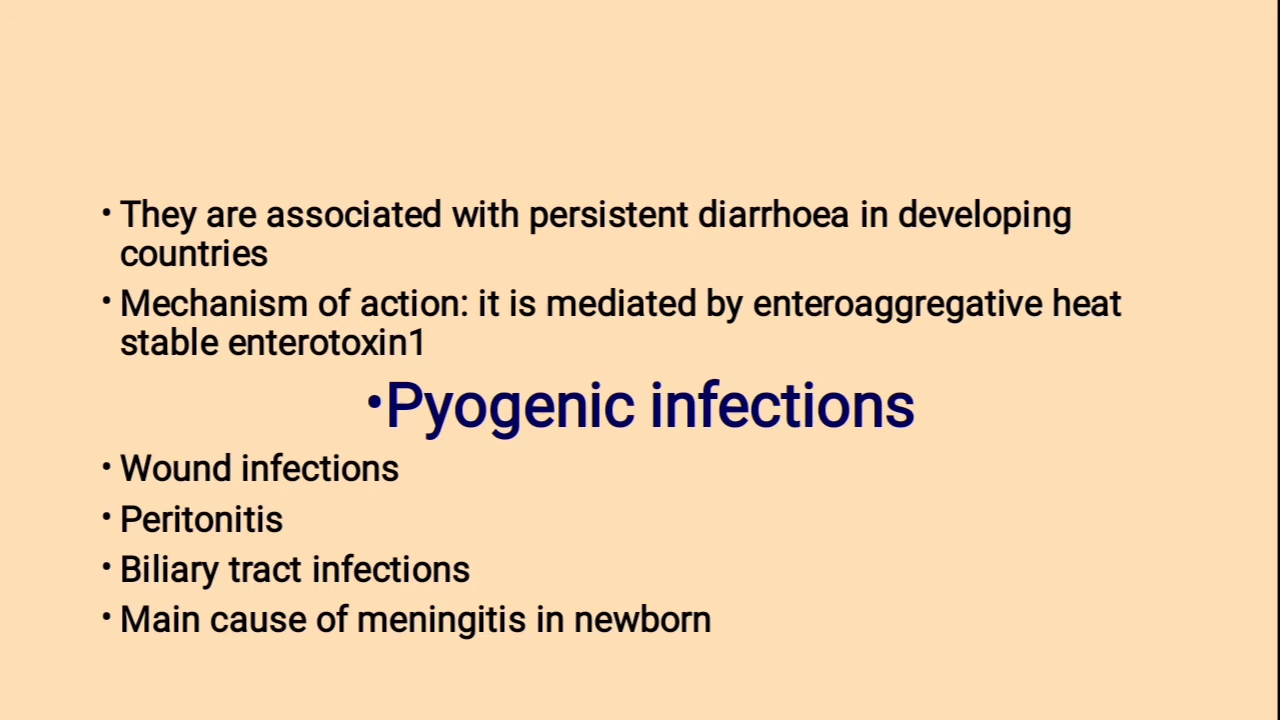 • They are associated with persistent diarrhoea in developing
countries
• Mechanism of action: it is mediated by enteroaggregative heat
stable enterotoxin1
•Pyogenic infections
• Wound infections
• Peritonitis
• Biliary tract infections
• Main cause of meningitis in newborn